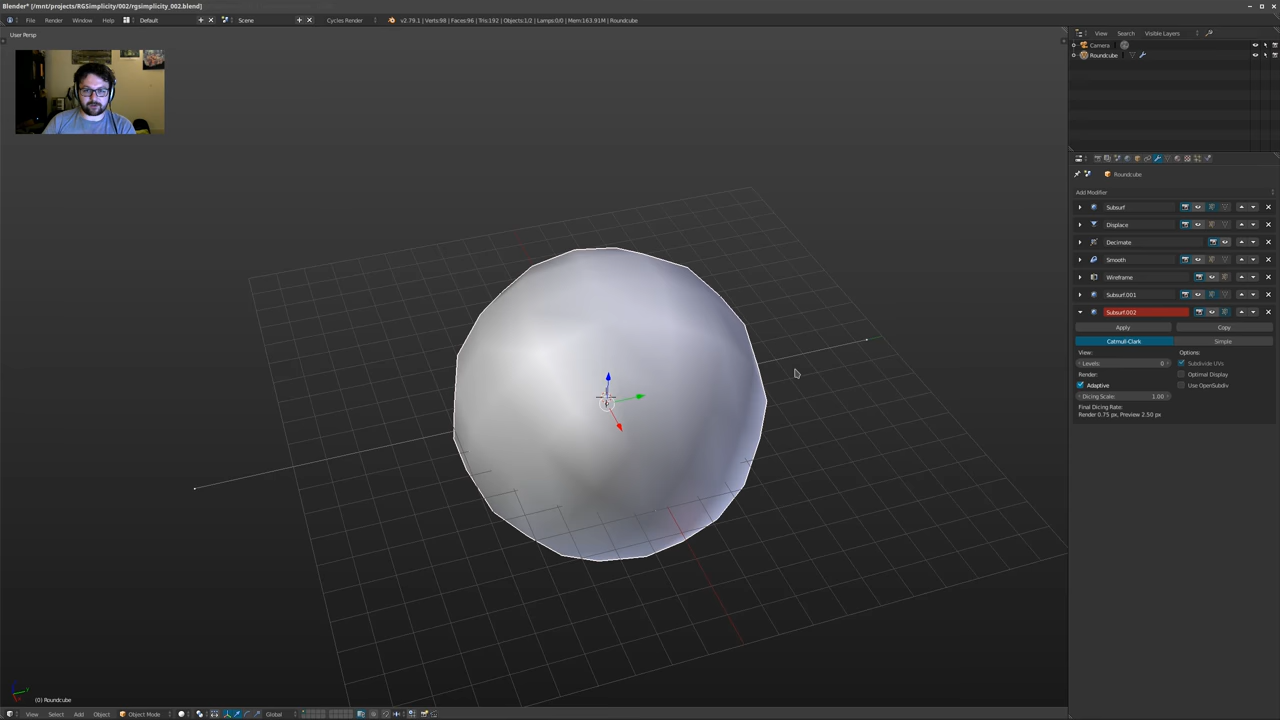 Blender* [/mnt/projects/RGSimplicity/002/rgsimplicity_002.blend]
File Render Window Help Default Scene Cycles Render v2.79.1 | Verts:98 | Faces:96 | Tris:192 | Objects:1/2 | Lamps:0/0 | Mem:163.91M | Roundcube
User Persp
View Search Visible Layers
Camera
Roundcube
Roundcube
Add Modifier
Subsurf
Displace
Decimate
Smooth
Wireframe
Subsurf.001
Subsurf.002
Apply Copy
Catmull-Clark Simple
View: Options:
Levels: 0 Subdivide UVs
Render: Optimal Display
Adaptive Use OpenSubdiv
Dicing Scale: 1.00
Final Dicing Rate:
Render 0.75 px, Preview 2.50 px
(0) Roundcube
View Select Add Object Object Mode Global